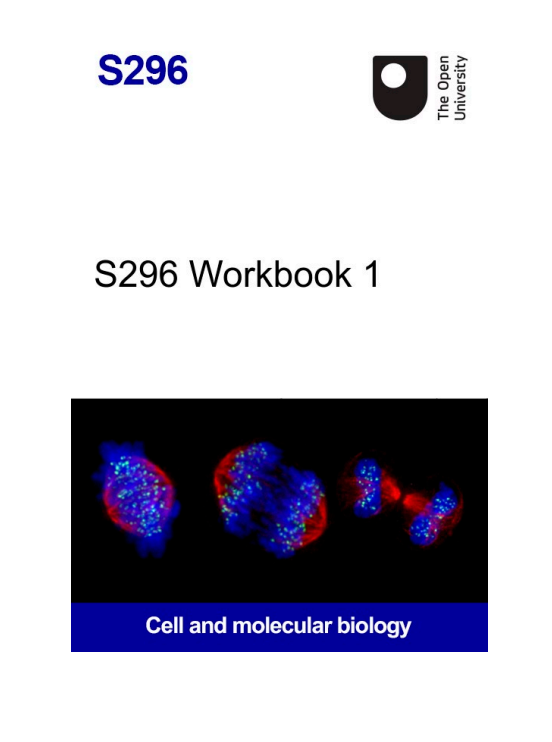 S296
The Open
University
S296 Workbook 1
Cell and molecular biology